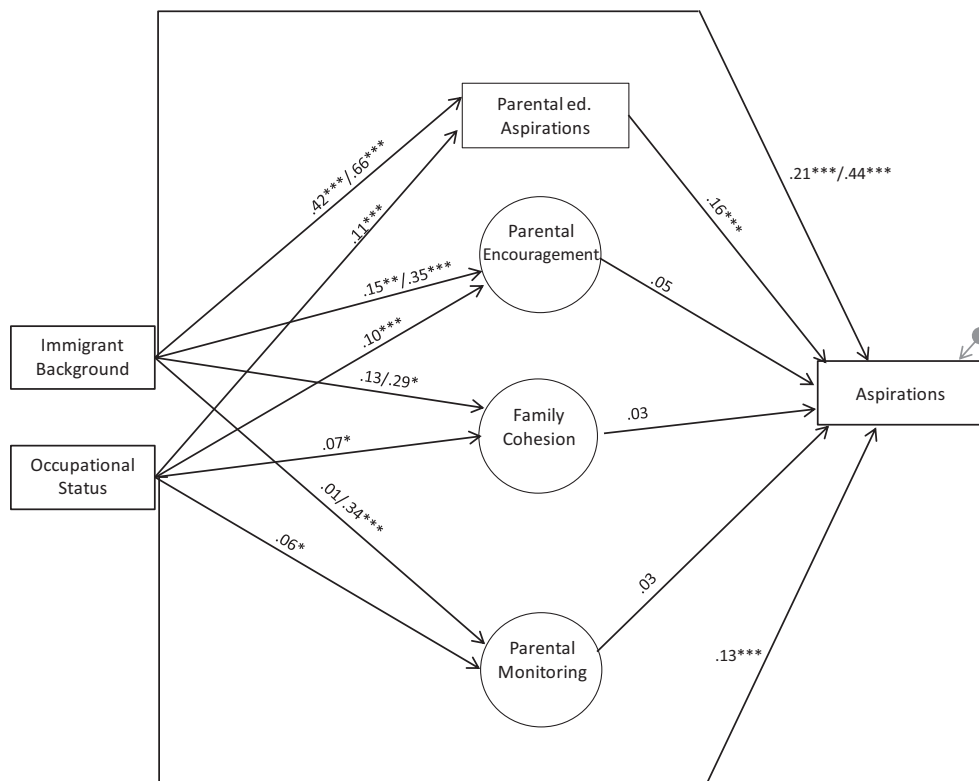 Parental ed.
Aspirations
.42***/.66***
.21***/.44***
.11***
.16***
Parental
Encouragement
.15**/.35***
.05
.10***
Immigrant
Background
.13/.29*
Aspirations
Family
Cohesion
.03
.07*
Occupational
Status
.01/.34***
.06*
.03
Parental
Monitoring
.13***